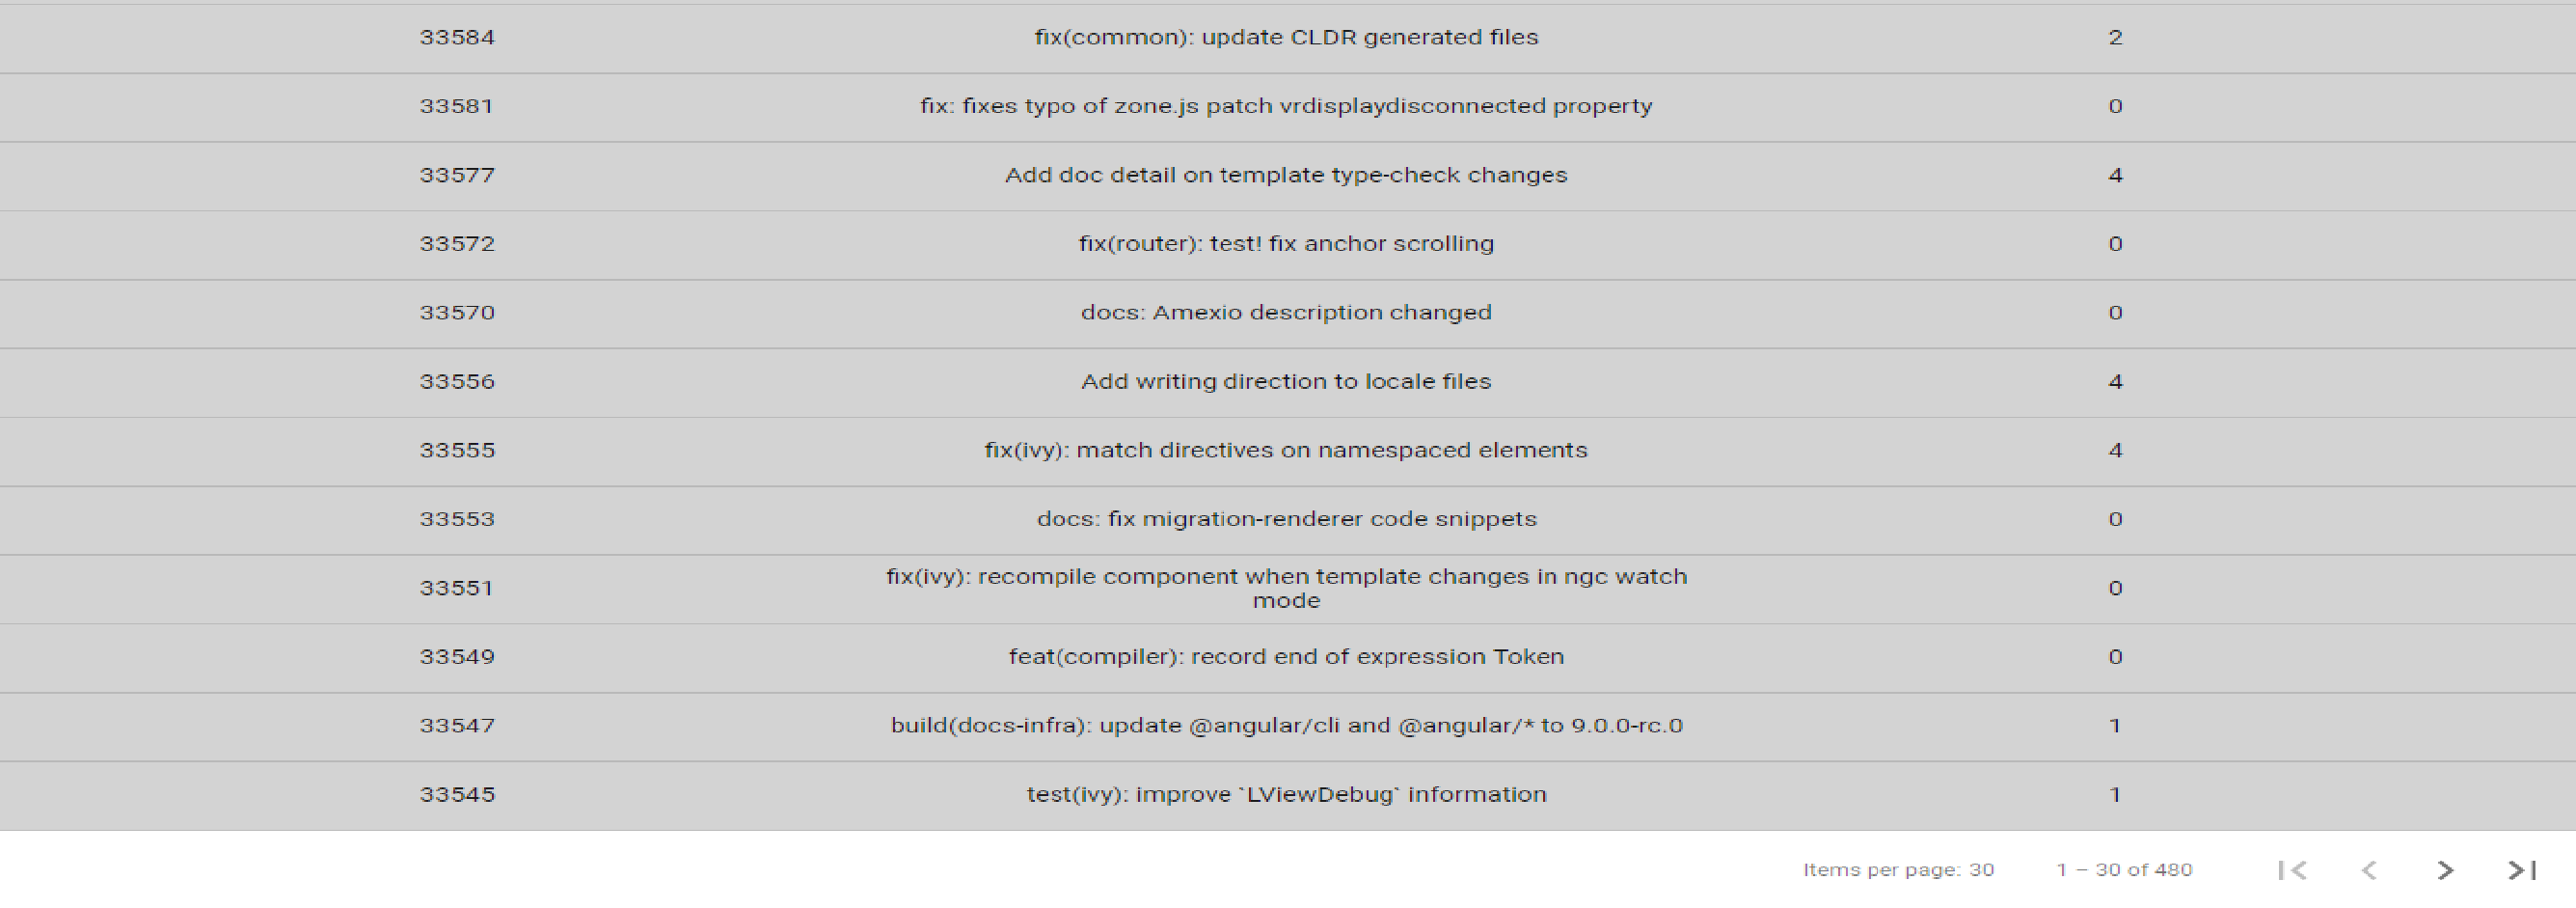 33584 fix(common): update CLDR generated files 2
33581 fix: fixes typo of zone.js patch vrdisplaydisconnected property 0
33577 Add doc detail on template type-check changes 4
33572 fix(router): test! fix anchor scrolling 0
33570 docs: Amexio description changed 0
33556 Add writing direction to locale files 4
33555 fix(ivy): match directives on namespaced elements 4
33553 docs: fix migration-renderer code snippets 0
33551 fix(ivy): recompile component when template changes in ngc watch 0
mode
33549 feat(compiler): record end of expression Token 0
33547 build(docs-infra): update @angular/cli and @angular/* to 9.0.0-rc.0 1
33545 test(ivy): improve `LViewDebug` information 1
Items per page: 30 1 – 30 of 480